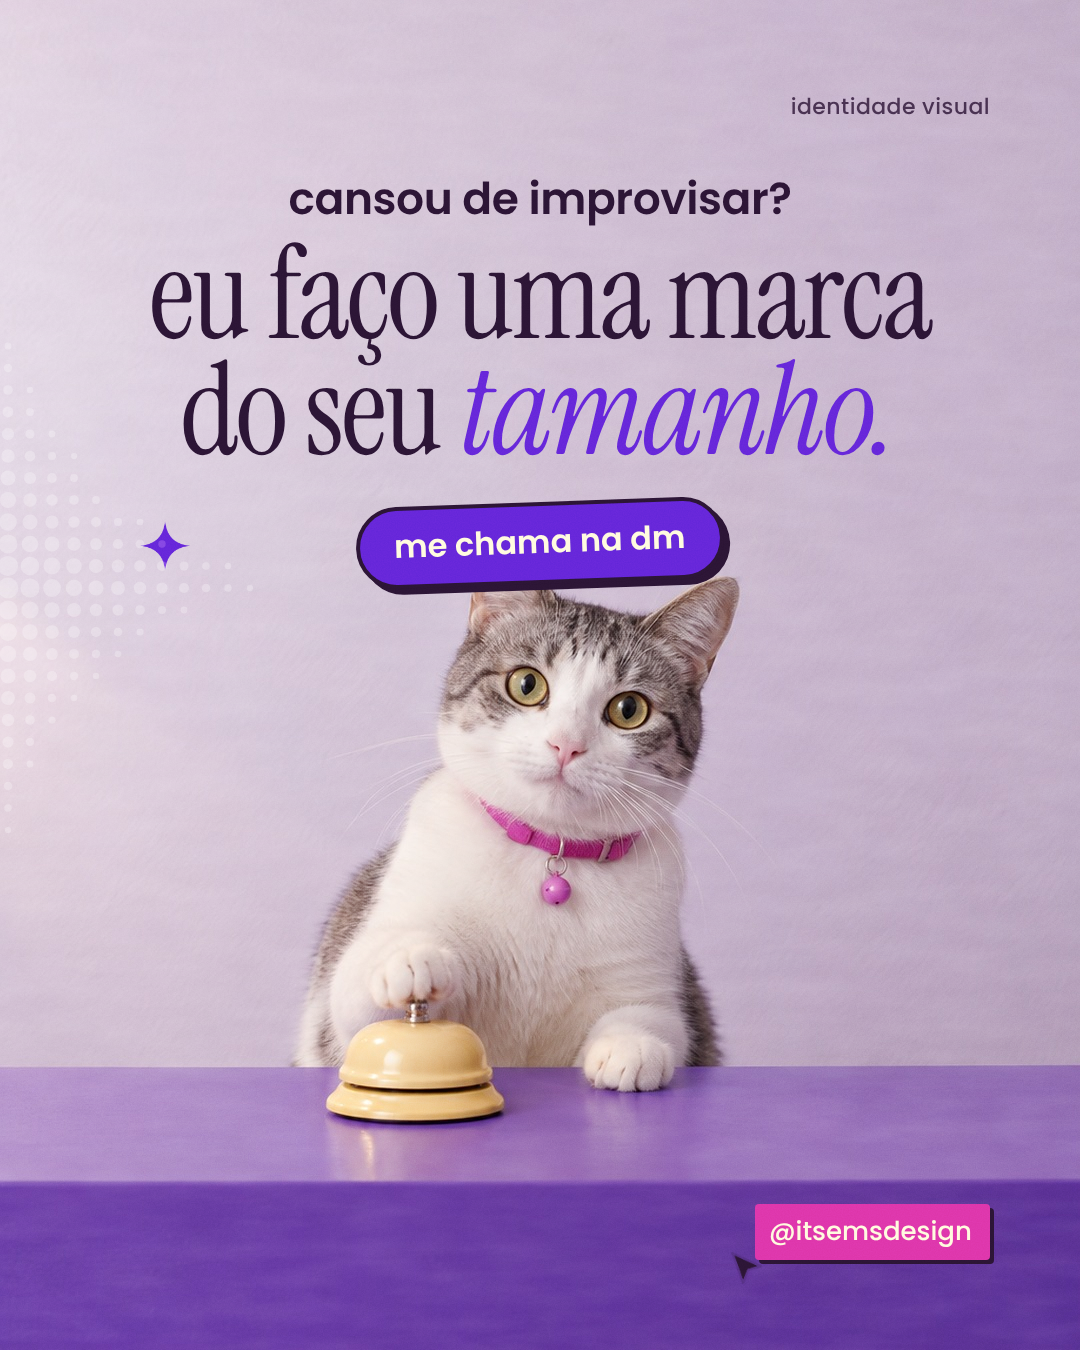 identidade visual
cansou de improvisar?
eu faço uma marca
do seu tamanho.
me chama na dm
@itsemsdesign